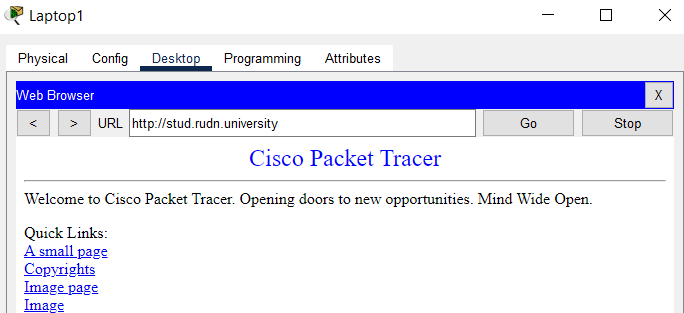 Laptop1
Physical Config Desktop Programming Attributes
Web Browser X
< > URL http://stud.rudn.university Go Stop
Cisco Packet Tracer
Welcome to Cisco Packet Tracer. Opening doors to new opportunities. Mind Wide Open.
Quick Links:
A small page
Copyrights
Image page
Image